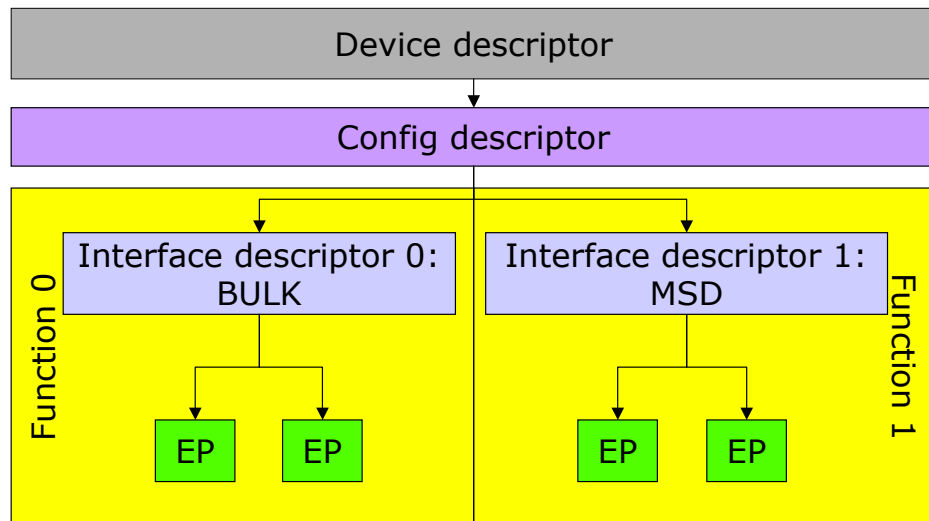 Device descriptor
Config descriptor
Function 0
Interface descriptor 0:
BULK
EP
EP
Interface descriptor 1:
MSD
EP
EP
Function 1